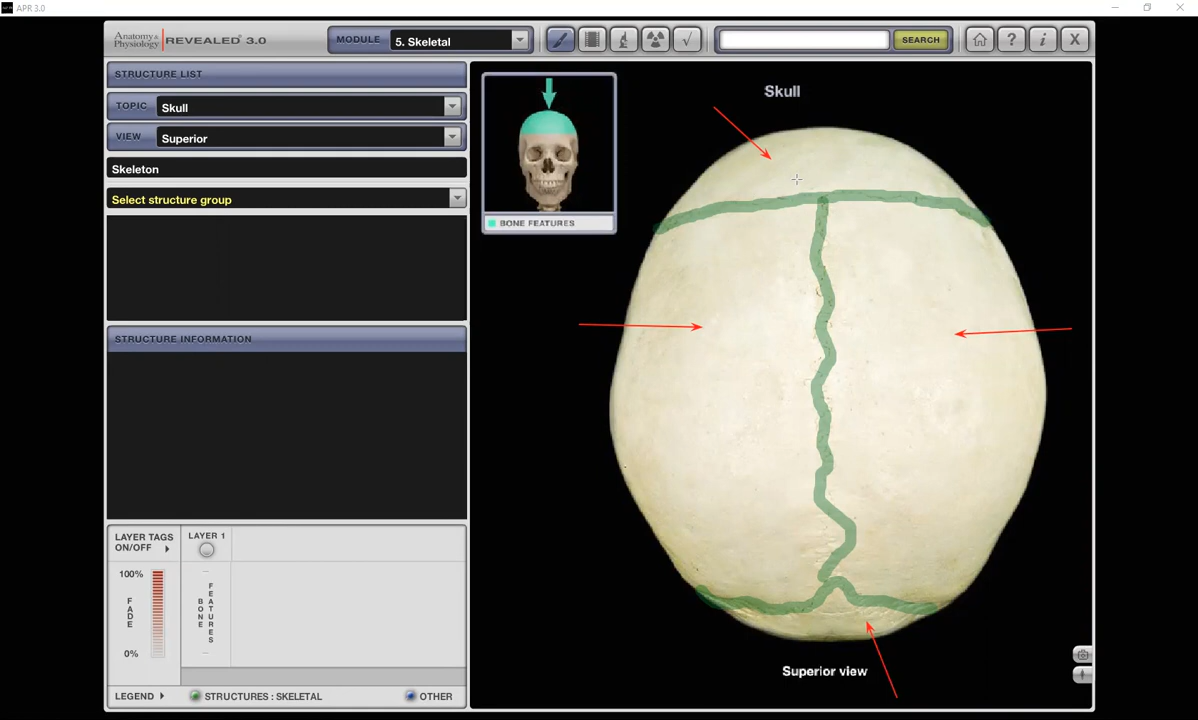 APR 3.0
Anatomy &
Physiology
REVEALED® 3.0
MODULE 5. Skeletal
SEARCH
STRUCTURE LIST
TOPIC Skull
VIEW Superior
Skeleton
Select structure group
STRUCTURE INFORMATION
LAYER TAGS
ON/OFF
LAYER 1
100%
FADE
0%
BONE
FEATURES
LEGEND
STRUCTURES : SKELETAL
OTHER
BONE FEATURES
Skull
Superior view